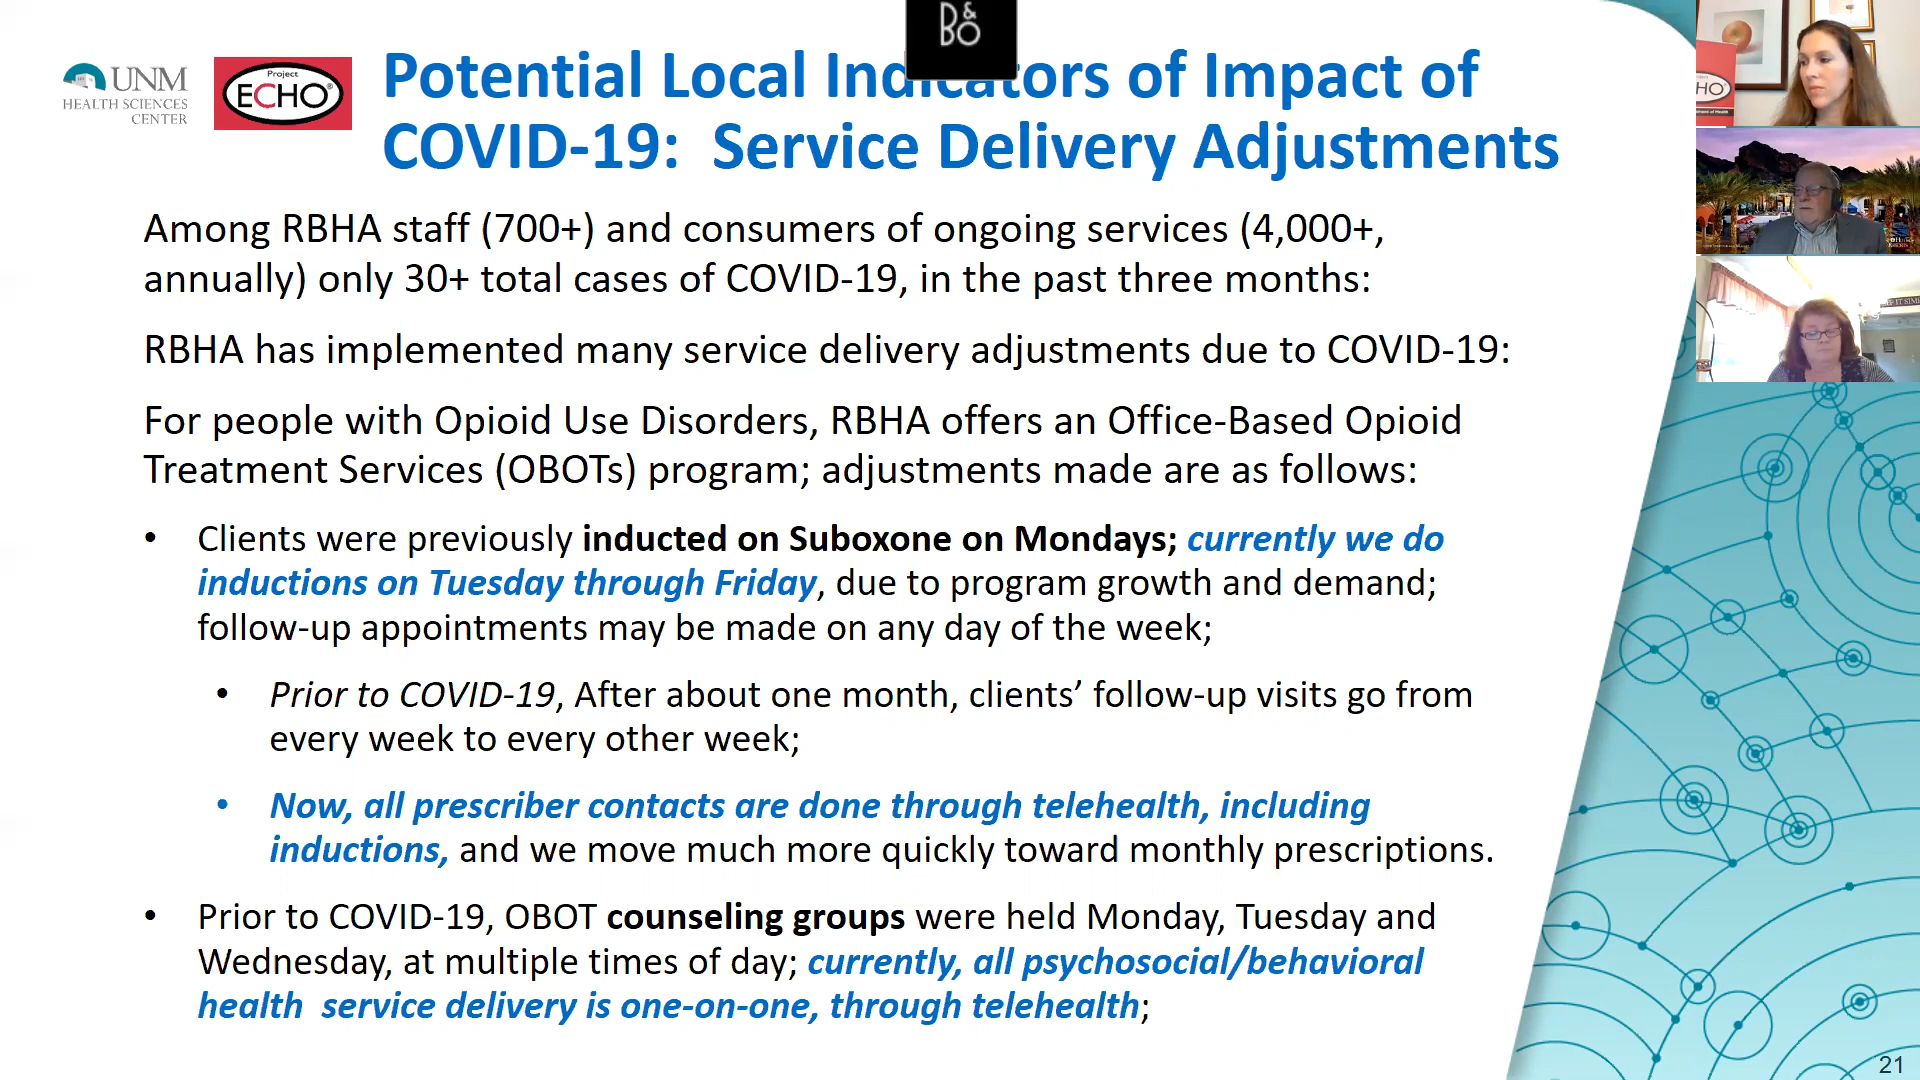 UNM
HEALTH SCIENCES
CENTER
Project
ECHO®
B&O
Potential Local Indicators of Impact of
COVID-19:  Service Delivery Adjustments
Among RBHA staff (700+) and consumers of ongoing services (4,000+,
annually) only 30+ total cases of COVID-19, in the past three months:
RBHA has implemented many service delivery adjustments due to COVID-19:
For people with Opioid Use Disorders, RBHA offers an Office-Based Opioid
Treatment Services (OBOTs) program; adjustments made are as follows:
• Clients were previously inducted on Suboxone on Mondays; currently we do
inductions on Tuesday through Friday, due to program growth and demand;
follow-up appointments may be made on any day of the week;
• Prior to COVID-19, After about one month, clients’ follow-up visits go from
every week to every other week;
• Now, all prescriber contacts are done through telehealth, including
inductions, and we move much more quickly toward monthly prescriptions.
• Prior to COVID-19, OBOT counseling groups were held Monday, Tuesday and
Wednesday, at multiple times of day; currently, all psychosocial/behavioral
health  service delivery is one-on-one, through telehealth;
HO
IT SIM
21